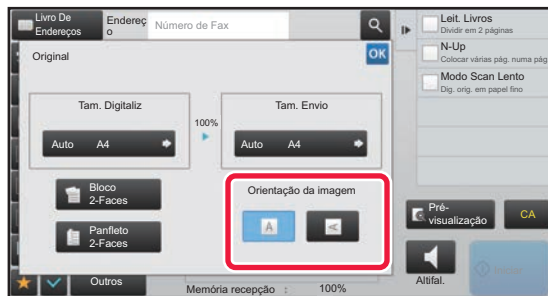 Livro De
Endereços
Endereç
o
Número de Fax
Leit. Livros
Dividir em 2 páginas
N-Up
Colocar várias pág. numa pág
Modo Scan Lento
Dig. orig. em papel fino
Original
OK
Tam. Digitaliz
100%
Tam. Envio
Auto A4
Auto A4
Bloco
2-Faces
Panfleto
2-Faces
Orientação da imagem
A
A
Pré-
visualização
CA
Outros
Memória recepção : 100%
Altifal.